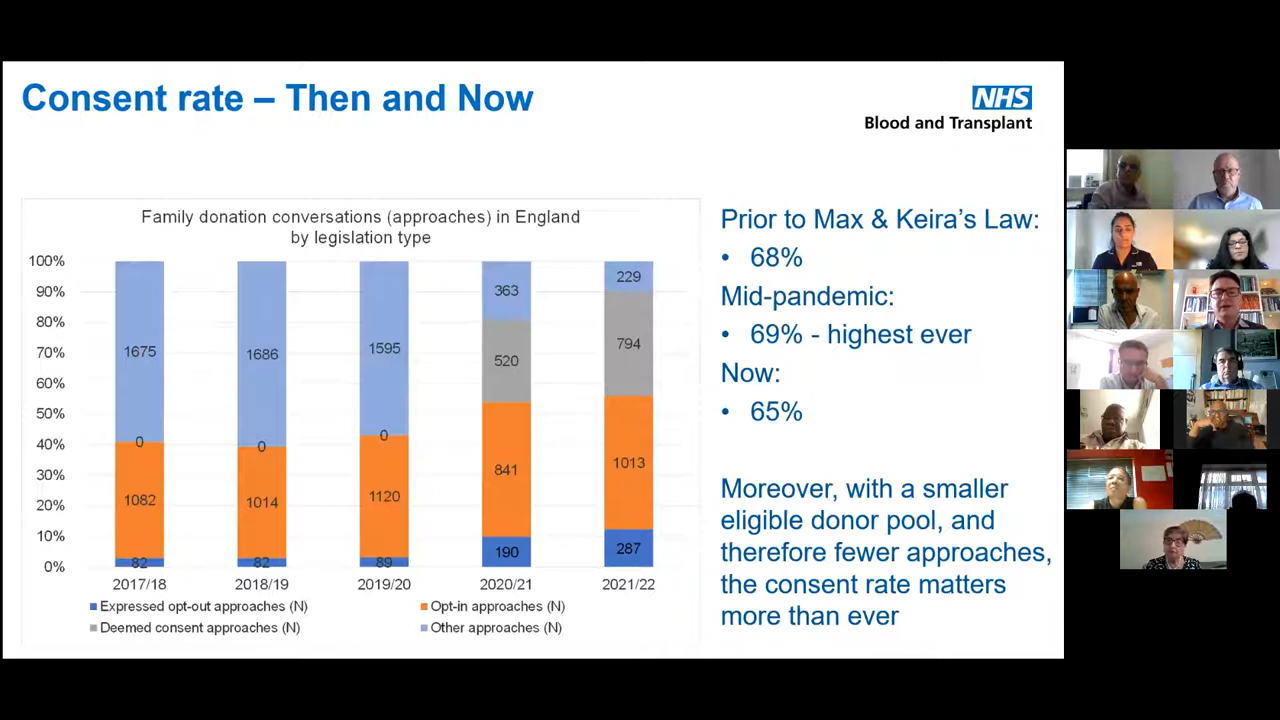 Consent rate – Then and Now
NHS
Blood and Transplant
Family donation conversations (approaches) in England
by legislation type
100%
90%
80%
70%
60%
50%
40%
30%
20%
10%
0%
1675
0
1082
82
1686
0
1014
82
1595
0
1120
89
363
520
841
190
229
794
1013
287
2017/18 2018/19 2019/20 2020/21 2021/22
Expressed opt-out approaches (N) Opt-in approaches (N)
Deemed consent approaches (N) Other approaches (N)
Prior to Max & Keira's Law:
• 68%
Mid-pandemic:
• 69% - highest ever
Now:
• 65%
Moreover, with a smaller
eligible donor pool, and
therefore fewer approaches,
the consent rate matters
more than ever